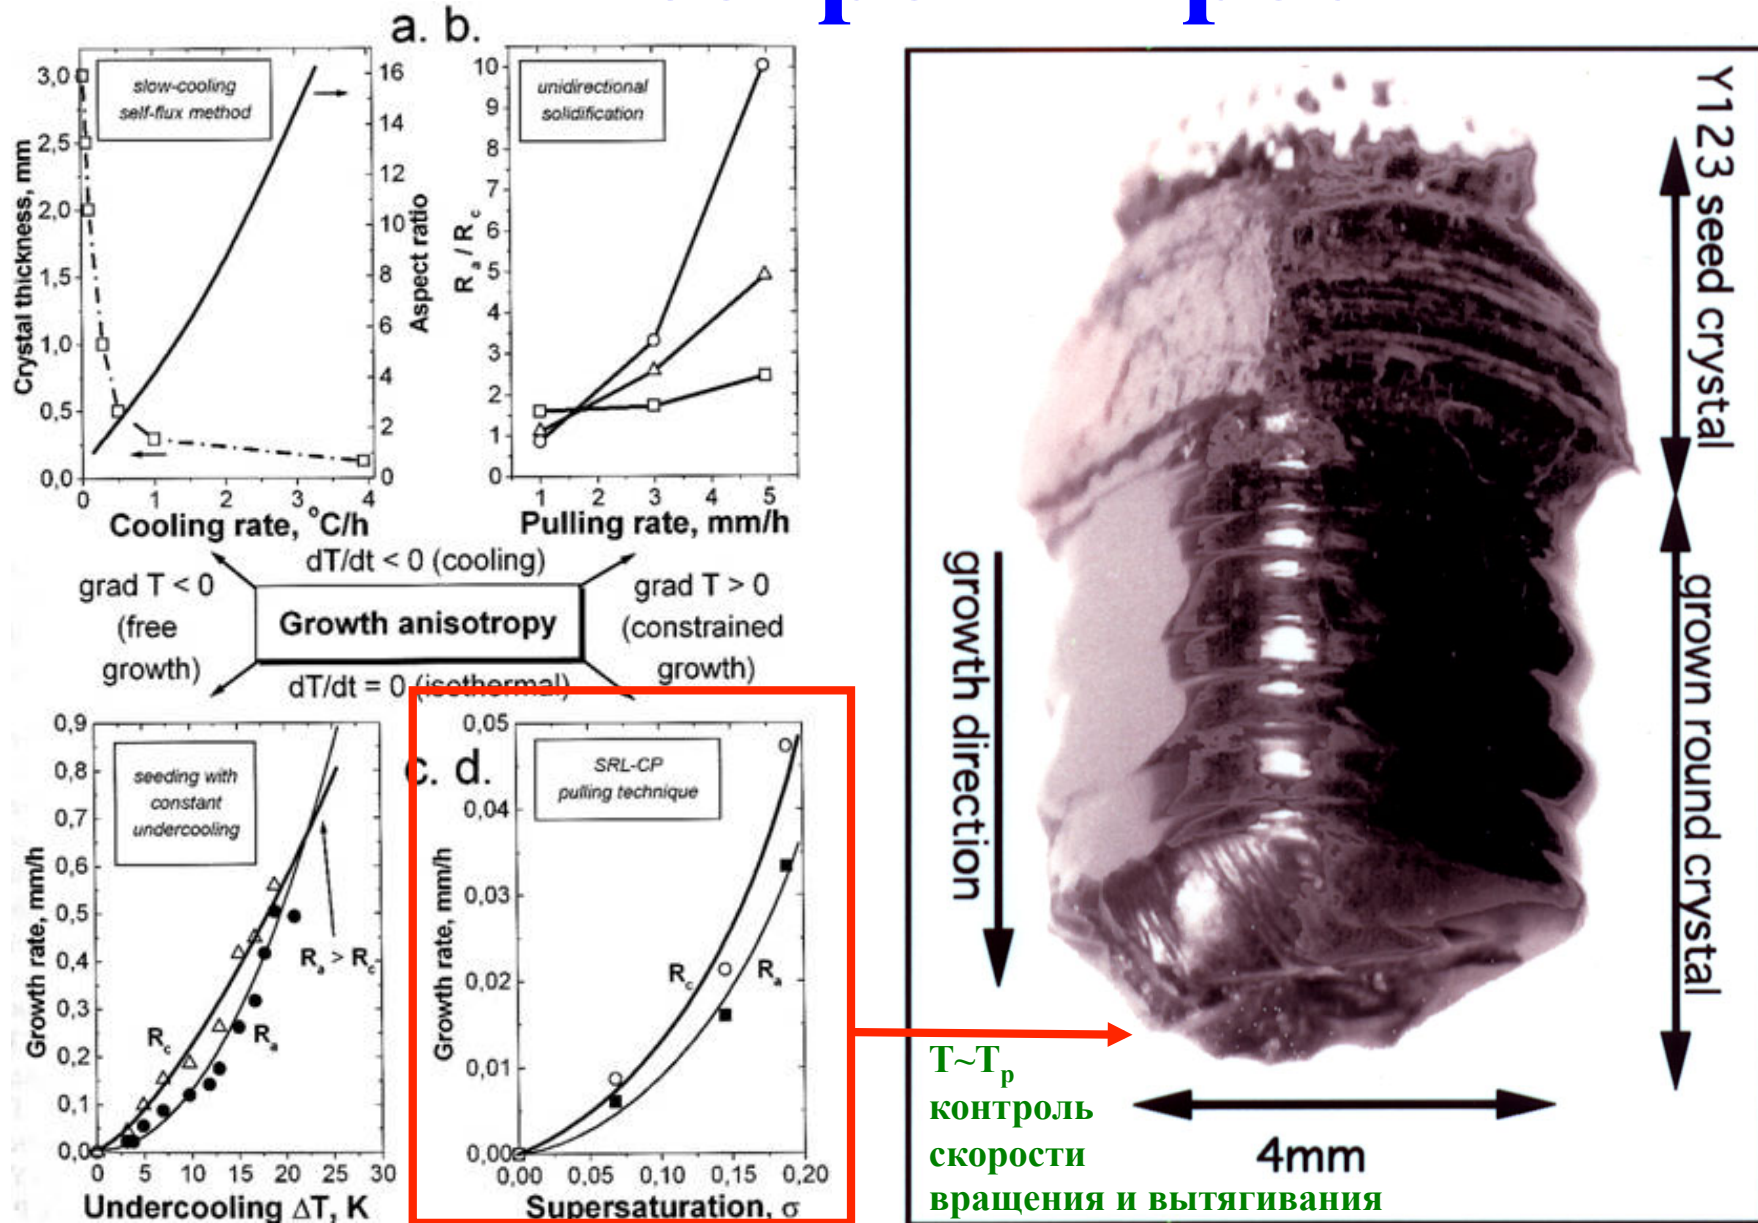 a. b.
slow-cooling
self-flux method
3,0
2,5
2,0
1,5
1,0
0,5
0,0
Crystal thickness, mm
16
14
12
10
8
6
4
2
0
Aspect ratio
0 1 2 3 4
Cooling rate, °C/h
unidirectional
solidification
10
9
8
7
6
5
4
3
2
1
0
Rₐ / R꜀
1 2 3 4 5
Pulling rate, mm/h
dT/dt < 0 (cooling)
grad T < 0
(free
growth)
Growth anisotropy
grad T > 0
(constrained
growth)
dT/dt = 0 (isothermal)
c. d.
seeding with
constant
undercooling
0,9
0,8
0,7
0,6
0,5
0,4
0,3
0,2
0,1
0,0
Growth rate, mm/h
Rc
Ra
Ra > Rc
0 5 10 15 20 25 30
Undercooling ΔT, K
SRL-CP
pulling technique
0,05
0,04
0,03
0,02
0,01
0,00
Growth rate, mm/h
Rc
Ra
0,00 0,05 0,10 0,15 0,20
Supersaturation, σ
Y123 seed crystal
grown round crystal
growth direction
4mm
T~Tp
контроль
скорости
вращения и вытягивания